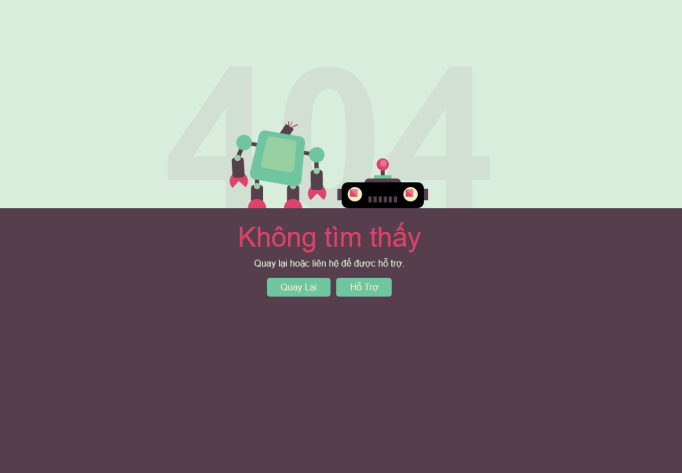 404
Không tìm thấy
Quay lại hoặc liên hệ để được hỗ trợ.
Quay Lại
Hỗ Trợ